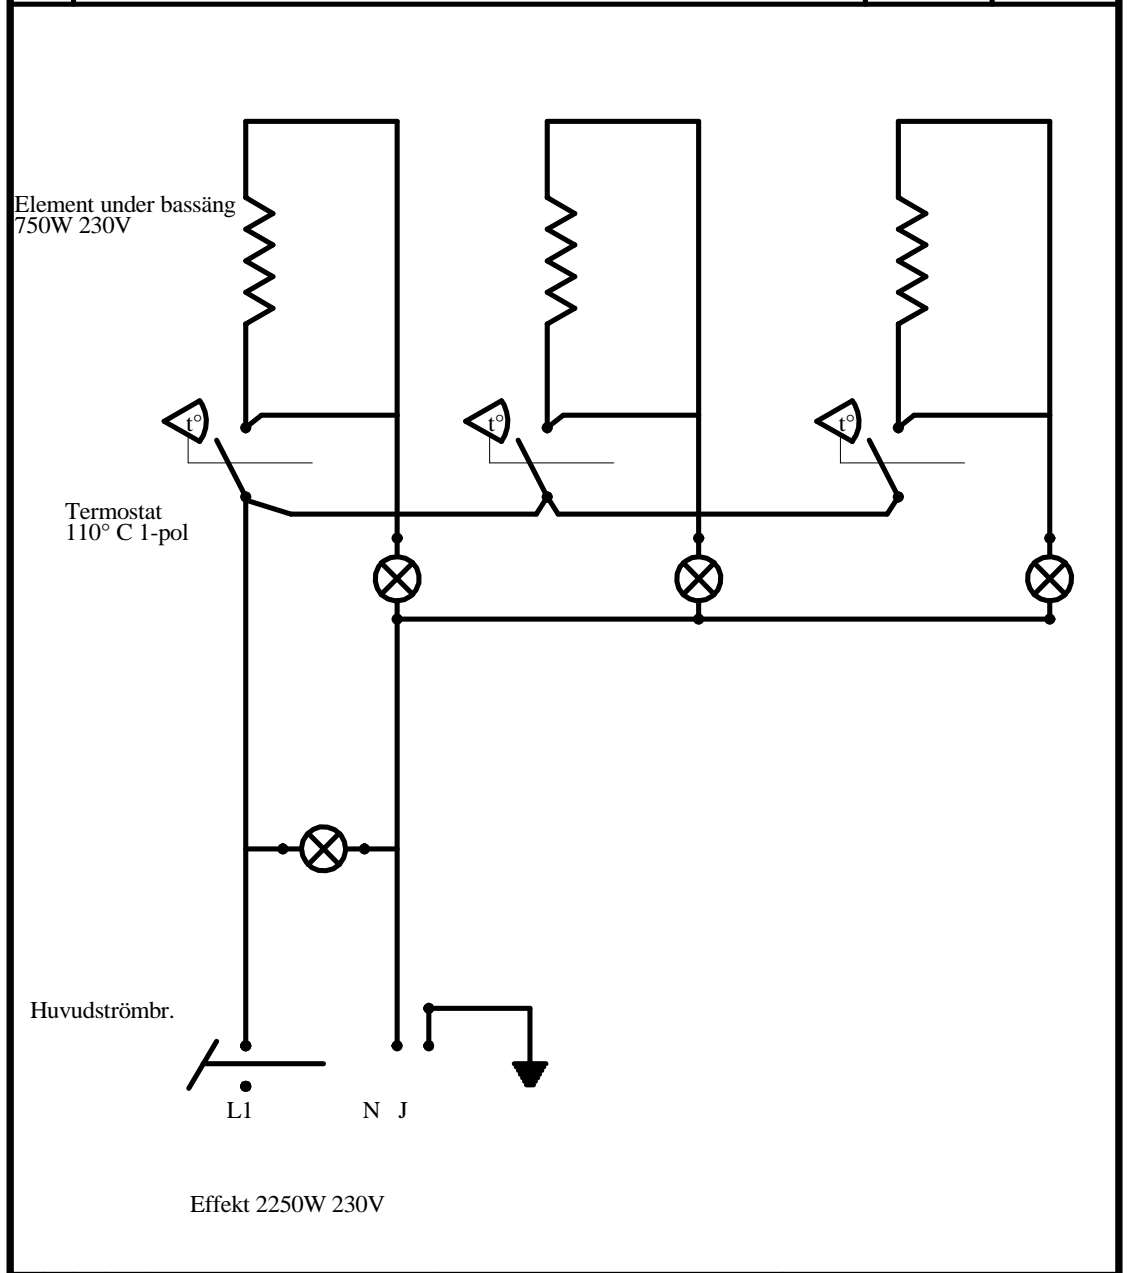 Element under bassäng
750W 230V
t° t° t°
Termostat
110° C 1-pol
Huvudströmbr.
L1 N J
Effekt 2250W 230V